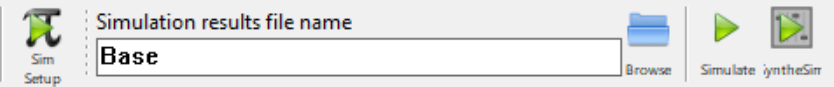 Simulation results file name
Base
Sim
Setup
Browse
Simulate